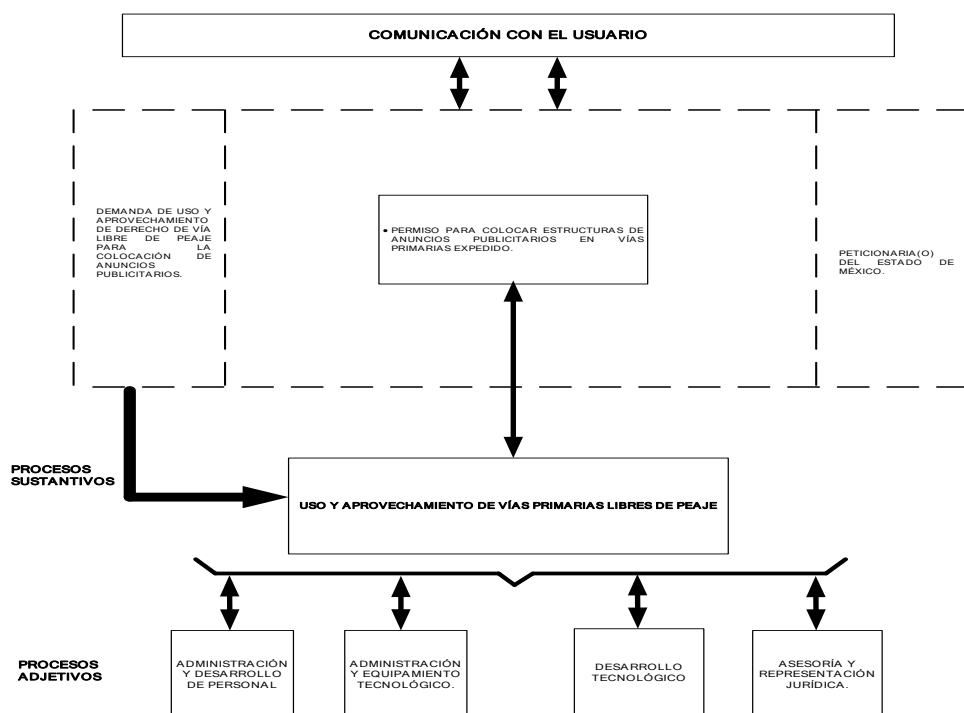 COMUNICACIÓN CON EL USUARIO
DEMANDA DE USO Y
APROVECHAMIENTO
DE DERECHO DE VÍA
LIBRE DE PEAJE
PARA LA
COLOCACIÓN DE
ANUNCIOS
PUBLICITARIOS.
• PERMISO PARA COLOCAR ESTRUCTURAS DE
ANUNCIOS PUBLICITARIOS EN VÍAS
PRIMARIAS EXPEDIDO.
PETICIONARIA(O)
DEL ESTADO DE
MÉXICO.
PROCESOS
SUSTANTIVOS
USO Y APROVECHAMIENTO DE VÍAS PRIMARIAS LIBRES DE PEAJE
PROCESOS
ADJETIVOS
ADMINISTRACIÓN
Y DESARROLLO
DE PERSONAL
ADMINISTRACIÓN
Y EQUIPAMIENTO
TECNOLÓGICO.
DESARROLLO
TECNOLÓGICO
ASESORÍA Y
REPRESENTACIÓN
JURÍDICA.